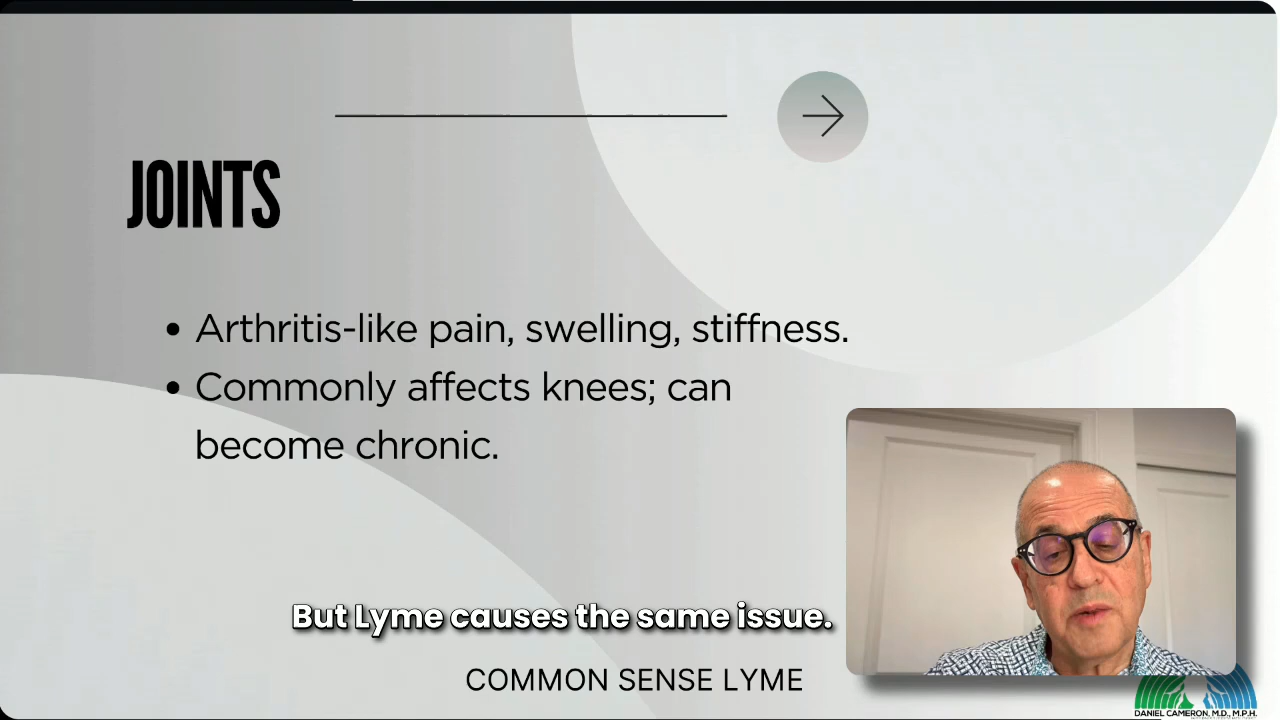 JOINTS
• Arthritis-like pain, swelling, stiffness.
• Commonly affects knees; can
become chronic.
But Lyme causes the same issue.
COMMON SENSE LYME
DANIEL CAMERON, M.D., M.P.H.